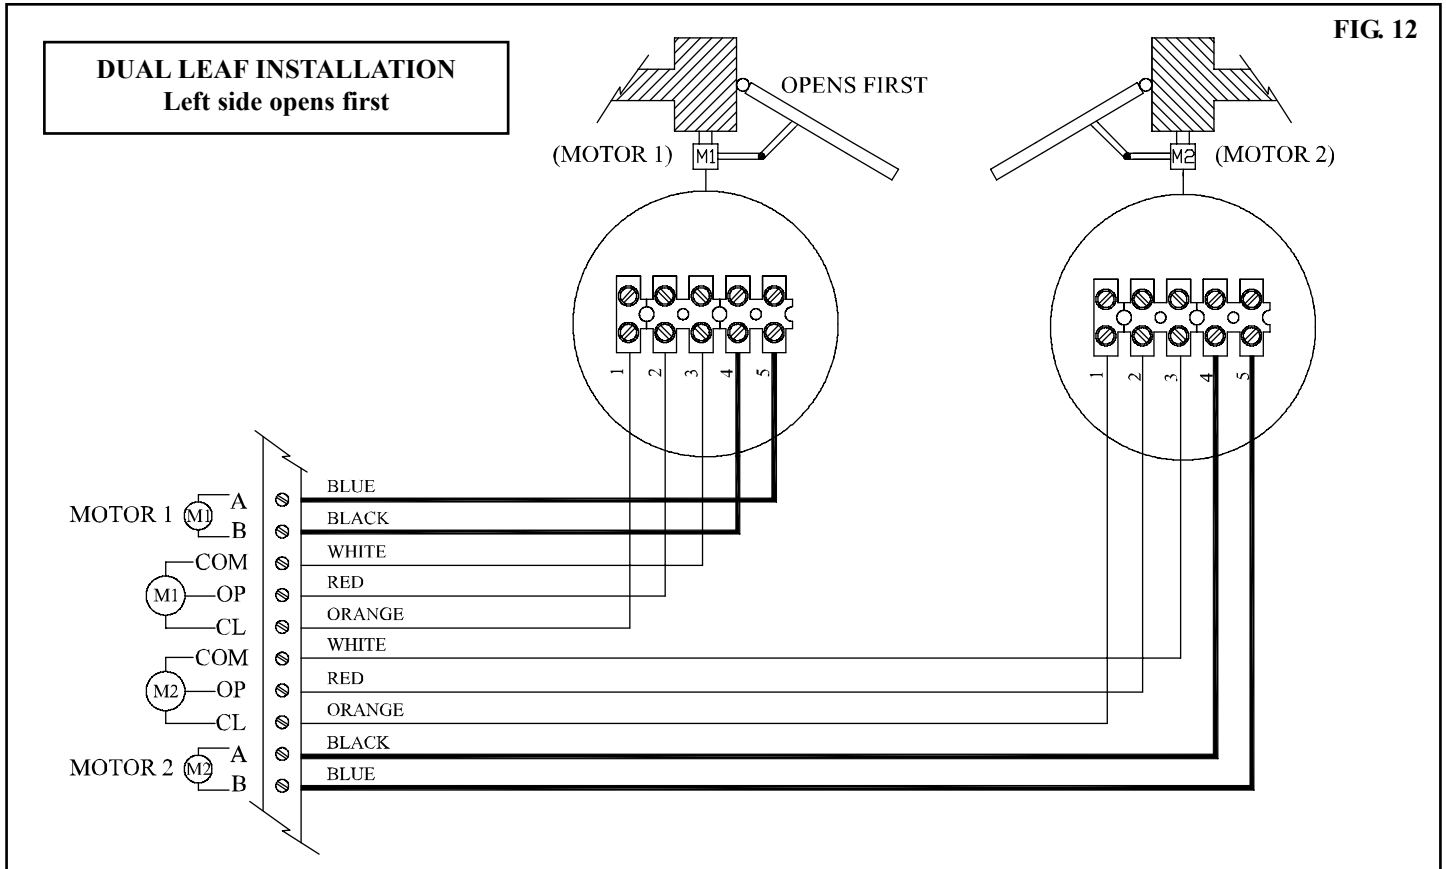 FIG. 12
DUAL LEAF INSTALLATION
Left side opens first
OPENS FIRST
(MOTOR 1) M1
M2 (MOTOR 2)
1 2 3 4 5
1 2 3 4 5
MOTOR 1 M1
A BLUE
B BLACK
COM WHITE
M1 OP RED
CL ORANGE
COM WHITE
M2 OP RED
CL ORANGE
MOTOR 2 M2
A BLACK
B BLUE